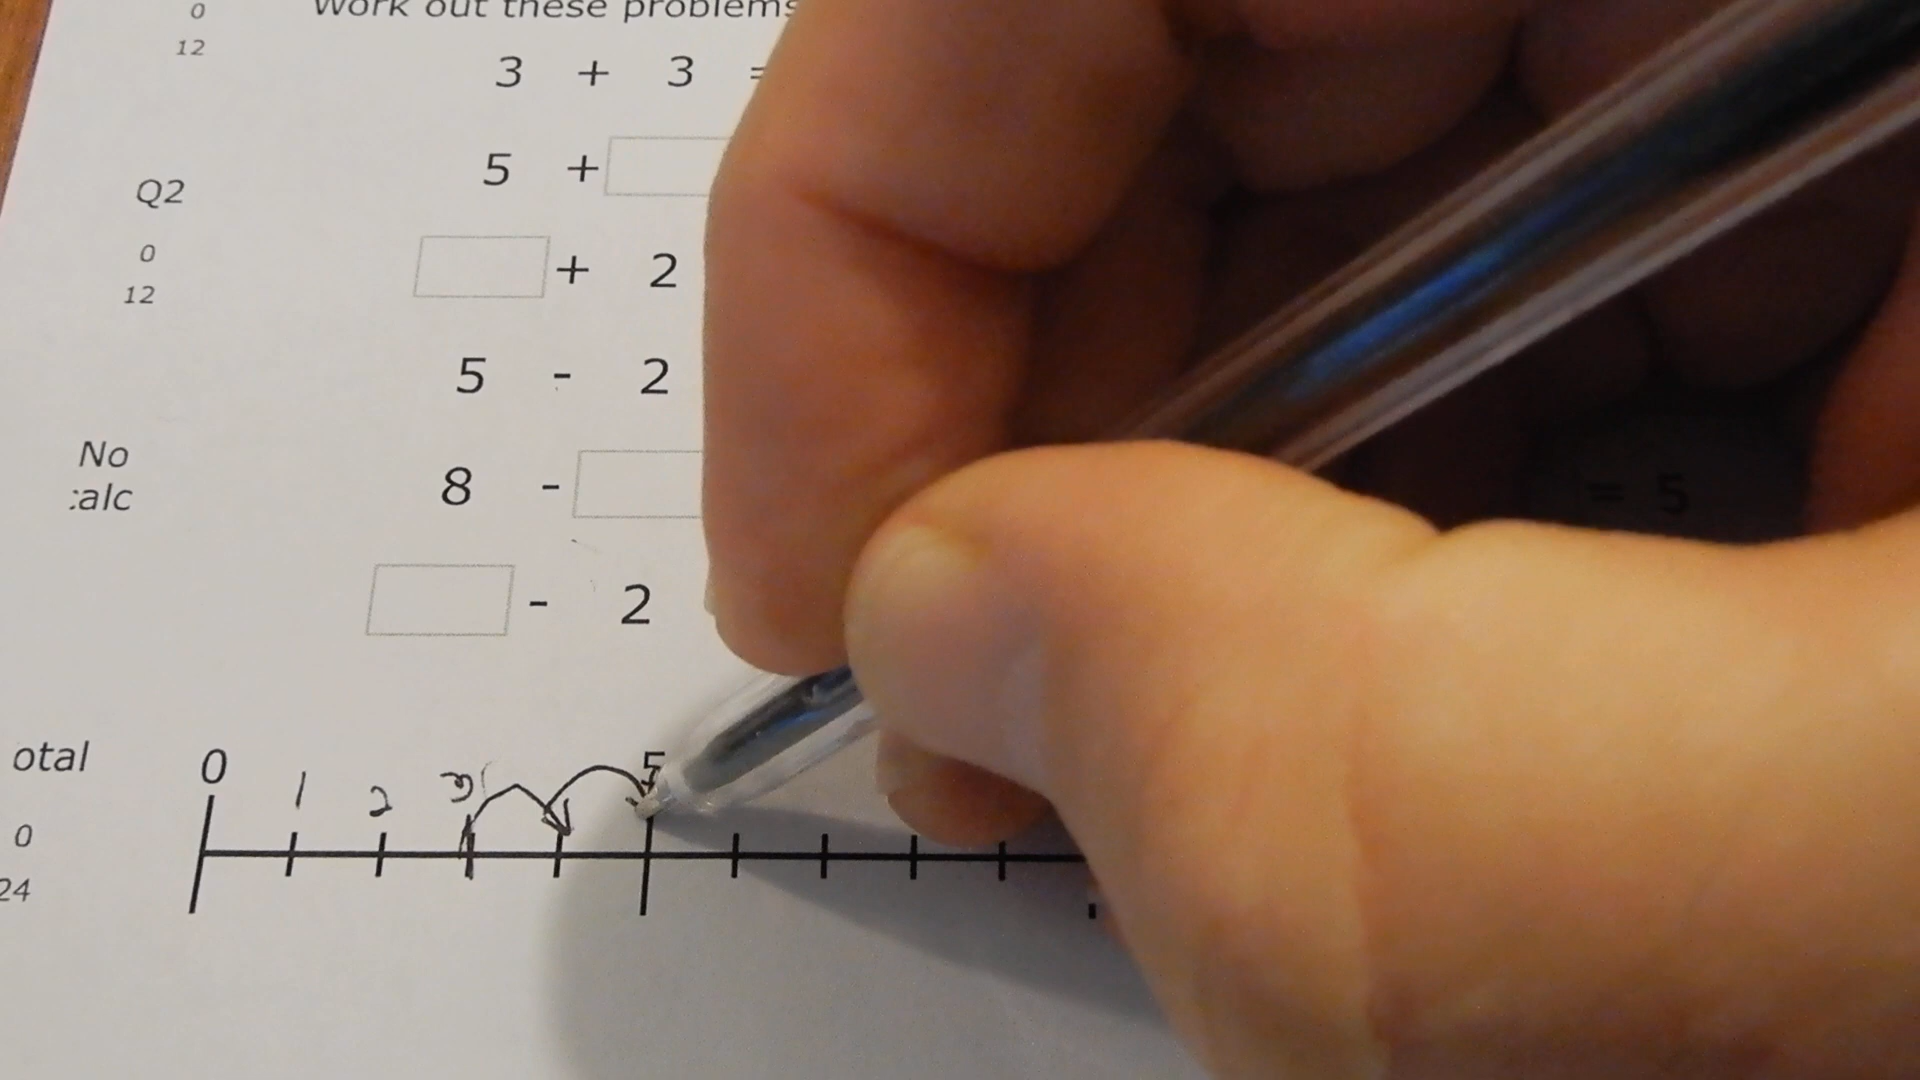 0
12
Work out these problems
3 + 3 =
5 +
Q2
0
12
+ 2
5 - 2
No
calc
8 -
= 5
- 2
otal
0 1 2 3 5
0
24